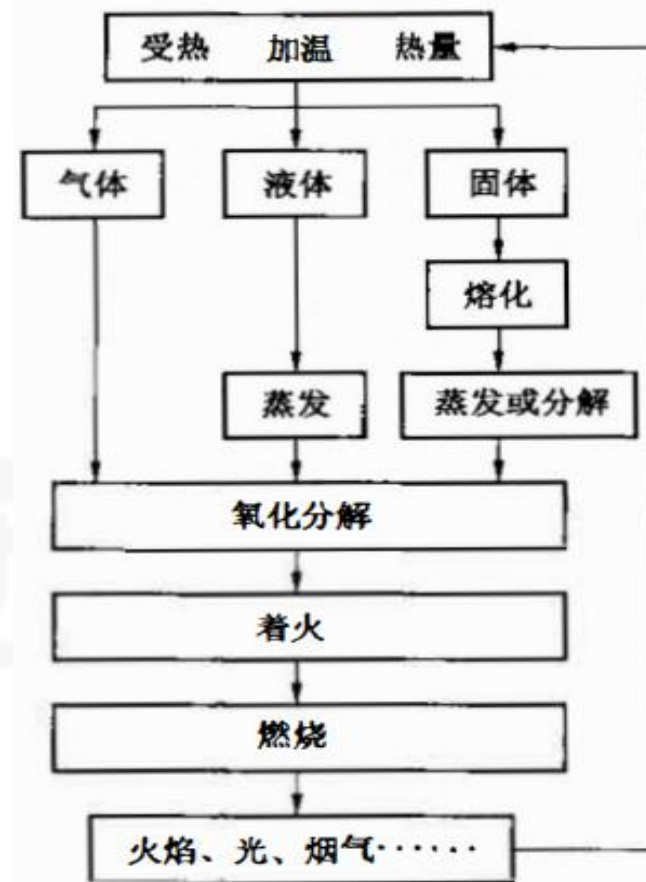 受热 加温 热量
气体 液体 固体
熔化
蒸发 蒸发或分解
氧化分解
着火
燃烧
火焰、光、烟气······